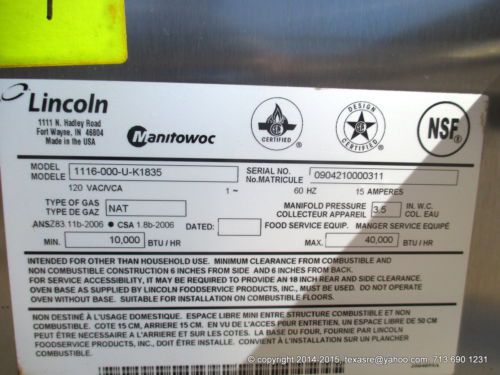 Lincoln
1111 N. Hadley Road
Fort Wayne, IN 46804
Made in the USA
Manitowoc
CERTIFIED
DESIGN
CERTIFIED
NSF
MODEL
MODELE
1116-000-U-K1835
SERIAL NO.
No.MATRICULE
0904210000311
120 VAC/VCA 1 ~ 60 HZ 15 AMPERES
TYPE OF GAS
TYPE DE GAZ
NAT
MANIFOLD PRESSURE
COLLECTEUR APPAREIL
3.5
IN. W.C.
COL. EAU
ANSZ83.11b-2006 • CSA 1.8b-2006 DATED: FOOD SERVICE EQUIP. MANGER SERVICE EQUIPÉ
MIN. 10,000 BTU / HR MAX. 40,000 BTU / HR
INTENDED FOR OTHER THAN HOUSEHOLD USE. MINIMUM CLEARANCE FROM COMBUSTIBLE AND
NON COMBUSTIBLE CONSTRUCTION 6 INCHES FROM SIDE AND 6 INCHES FROM BACK.
FOR SERVICE ACCESSIBILITY, IT MAY BE REQUIRED TO PROVIDE AN 18 INCH REAR AND SIDE CLEARANCE.
OVEN BASE AS SUPPLIED BY LINCOLN FOODSERVICE PRODUCTS, INC., MUST BE USED. DO NOT OPERATE
OVEN WITHOUT BASE. SUITABLE FOR INSTALLATION ON COMBUSTIBLE FLOORS.
NON DESTINÉ À L'USAGE DOMESTIQUE. ESPACE LIBRE MINI ENTRE STRUCTURE COMBUSTIBLE ET NON
COMBUSTIBLE. COTE 15 CM, ARRIERE 15 CM. EN VU DE L'ACCES POUR ENTRETIEN, UN ESPACE LIBRE DE 50 CM
PEUT ÊTRE NECESSAIRE A L'ARRIERE ET SUR LES COTES. LA BASE DU FOUR, FOURNIE PAR LINCOLN
FOODSERVICE PRODUCTS, INC., DOIT ÊTRE INSTALLÉE. CONVIENT À L'INSTALLATION SUR PLANCHER
COMBUSTIBLE.
© copyright 2014-2015, texasre@yahoo.com 713 690 1231